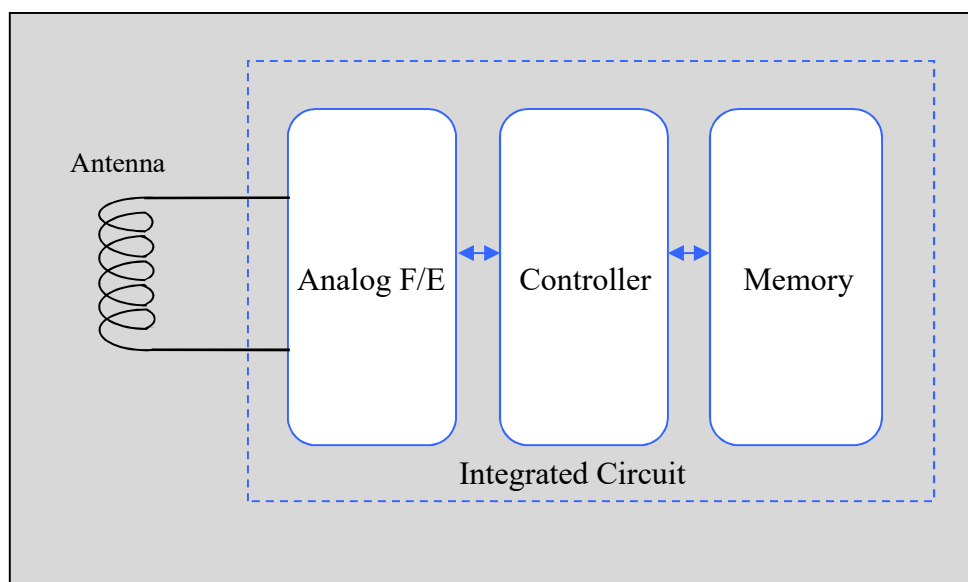 Antenna
Analog F/E
Controller
Memory
Integrated Circuit